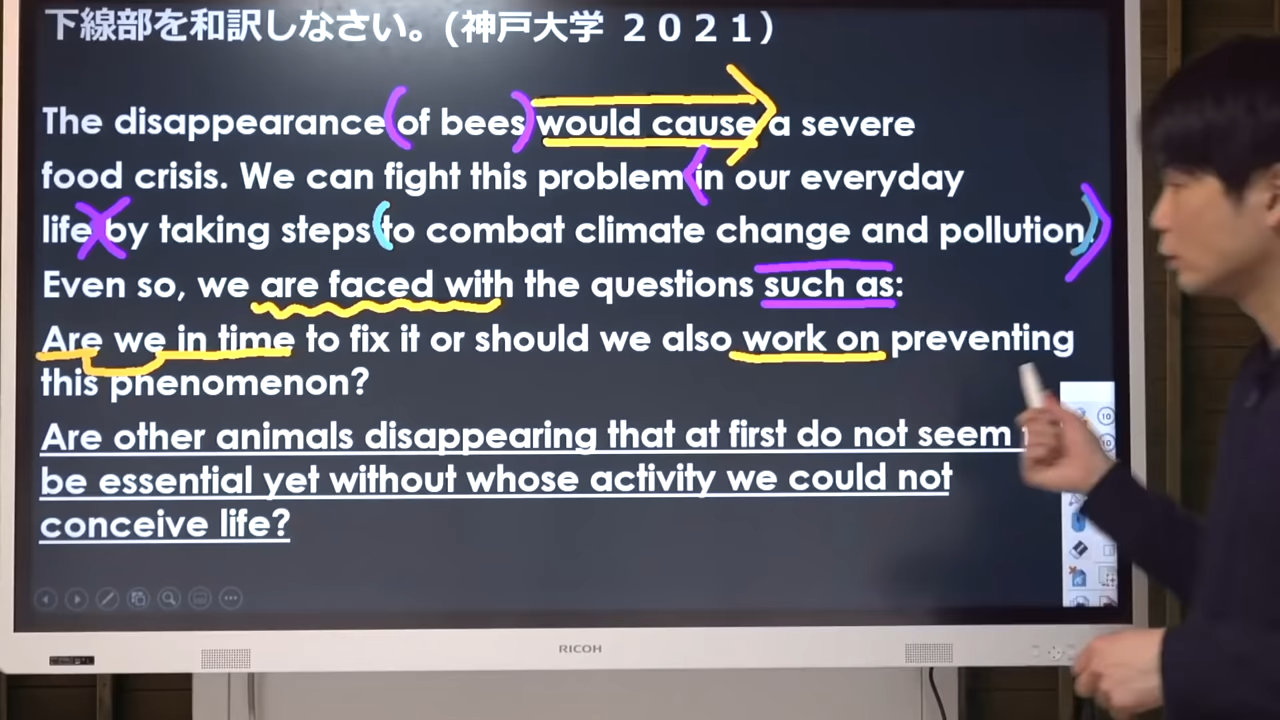 下線部を和訳しなさい。(神戸大学 ２０２１)
The disappearance of bees would cause a severe
food crisis. We can fight this problem in our everyday
life by taking steps to combat climate change and pollution.
Even so, we are faced with the questions such as:
Are we in time to fix it or should we also work on preventing
this phenomenon?
Are other animals disappearing that at first do not seem
be essential yet without whose activity we could not
conceive life?
RICOH